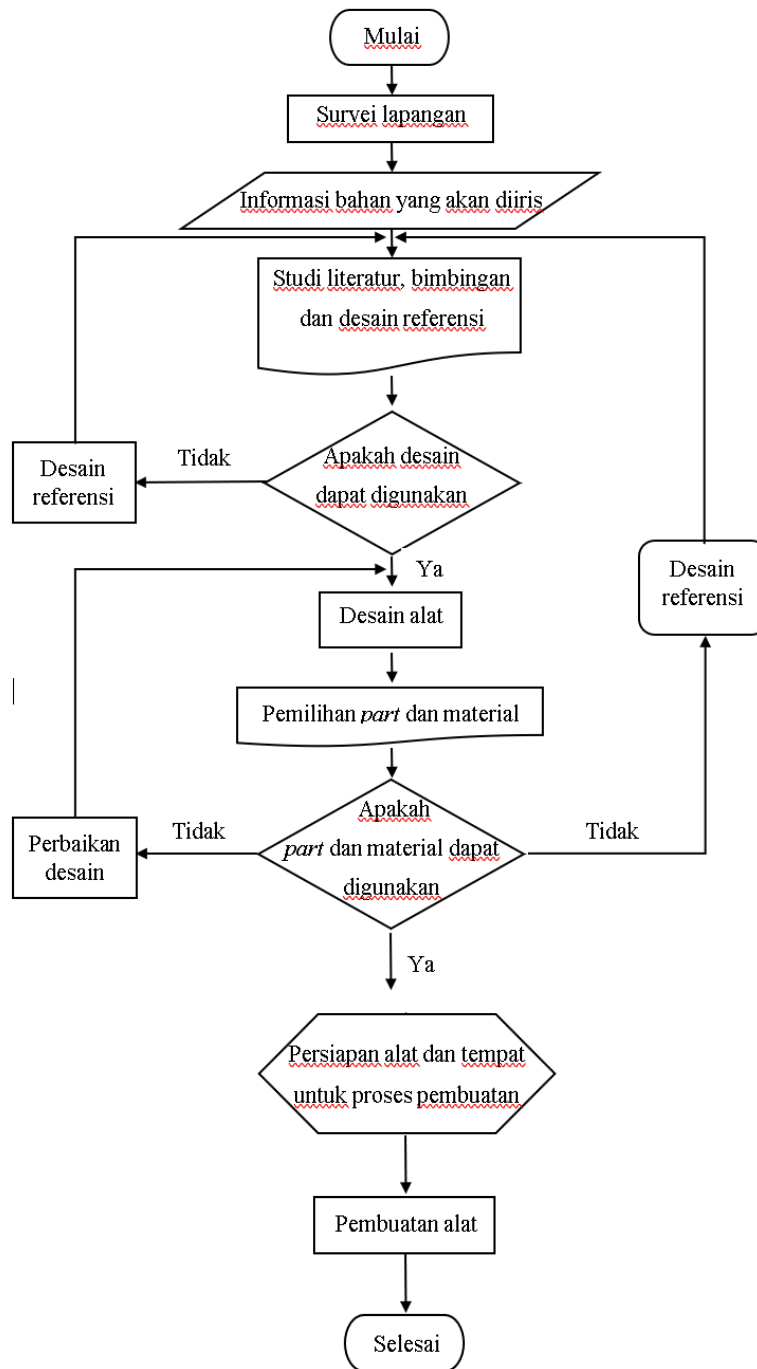 Mulai
Survei lapangan
Informasi bahan yang akan diiris
Studi literatur, bimbingan
dan desain referensi
Apakah desain
dapat digunakan
Tidak
Desain
referensi
Ya
Desain
referensi
Desain alat
Pemilihan part dan material
Apakah
part dan material dapat
digunakan
Tidak
Perbaikan
desain
Tidak
Ya
Persiapan alat dan tempat
untuk proses pembuatan
Pembuatan alat
Selesai